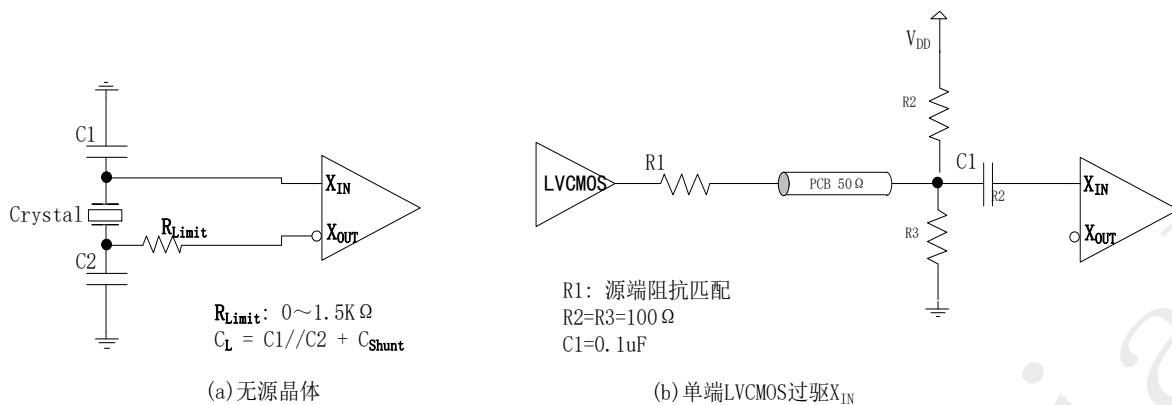 C1
Crystal
R_Limit
C2
X_IN
X_OUT
R_Limit: 0～1.5KΩ
C_L = C1//C2 + C_Shunt
(a)无源晶体
V_DD
R2
LVCMOS
R1
PCB 50Ω
C1
R2
R3
X_IN
X_OUT
R1: 源端阻抗匹配
R2=R3=100Ω
C1=0.1uF
(b)单端LVCMOS过驱X_IN